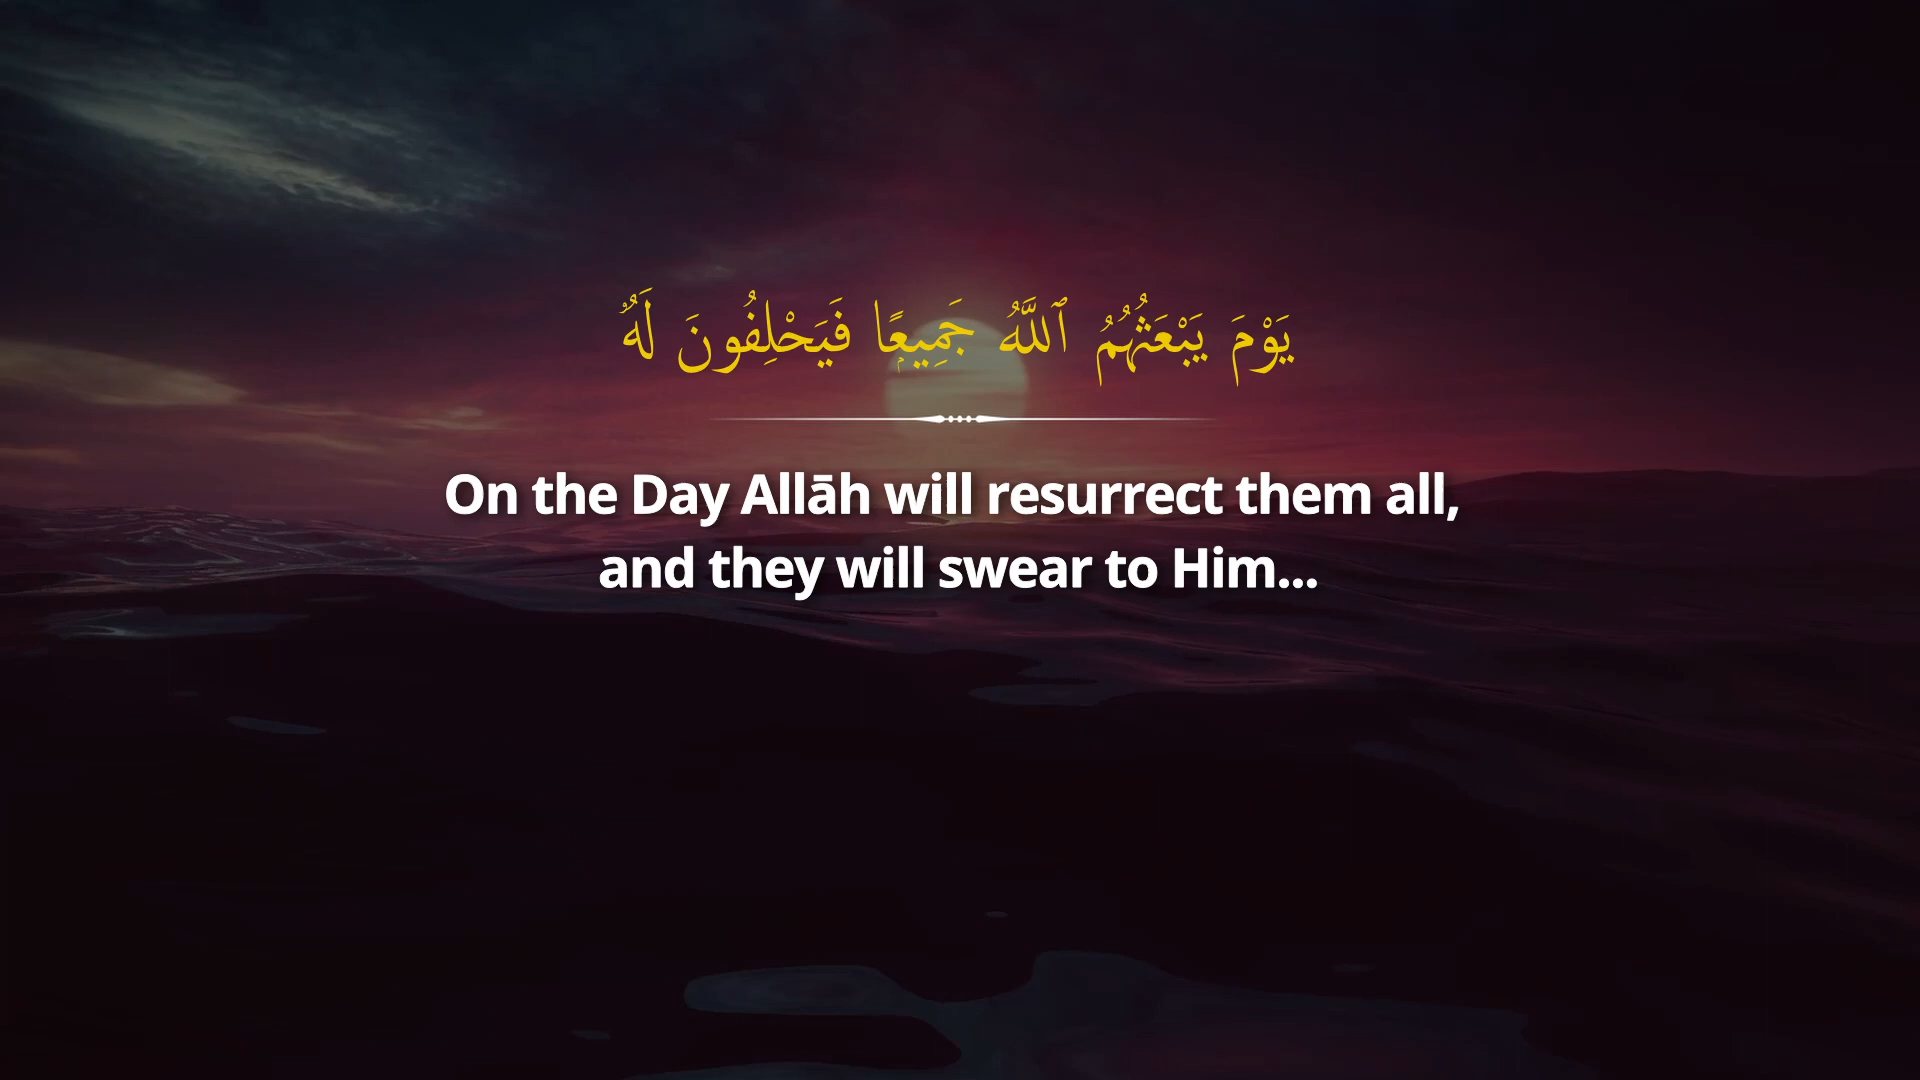 يَوْمَ يَبْعَثُهُمُ ٱللَّهُ جَمِيعًۭا فَيَحْلِفُونَ لَهُۥ
On the Day Allāh will resurrect them all,
and they will swear to Him...